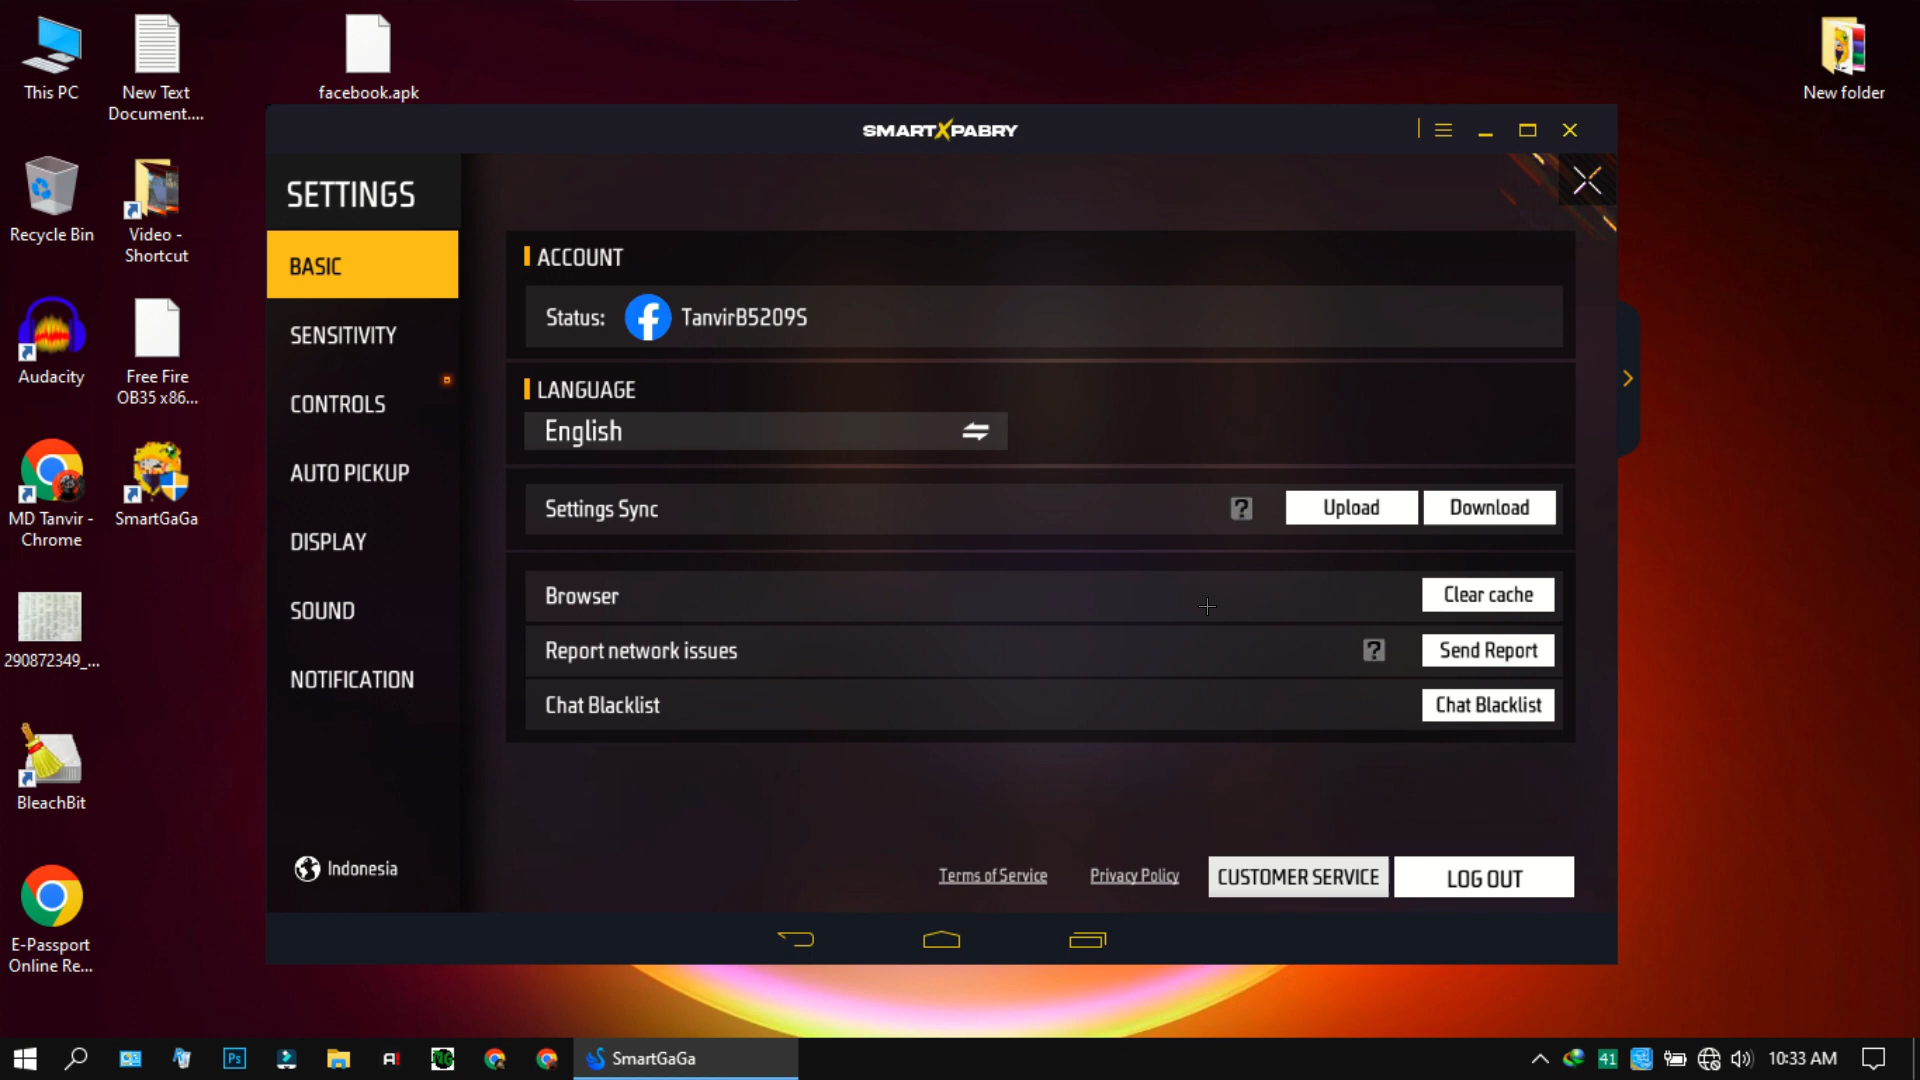 This PC
New Text
Document....
facebook.apk
New folder
SMARTXPABRY
SETTINGS
BASIC
SENSITIVITY
CONTROLS
AUTO PICKUP
DISPLAY
SOUND
NOTIFICATION
Indonesia
ACCOUNT
Status:
TanvirB5209S
LANGUAGE
English
Settings Sync
?
Upload
Download
Browser
Clear cache
Report network issues
?
Send Report
Chat Blacklist
Chat Blacklist
Terms of Service
Privacy Policy
CUSTOMER SERVICE
LOG OUT
Recycle Bin
Video -
Shortcut
Audacity
Free Fire
OB35 x86...
MD Tanvir -
Chrome
SmartGaGa
290872349_...
BleachBit
E-Passport
Online Re...
Ps
A!
SmartGaGa
41
10:33 AM